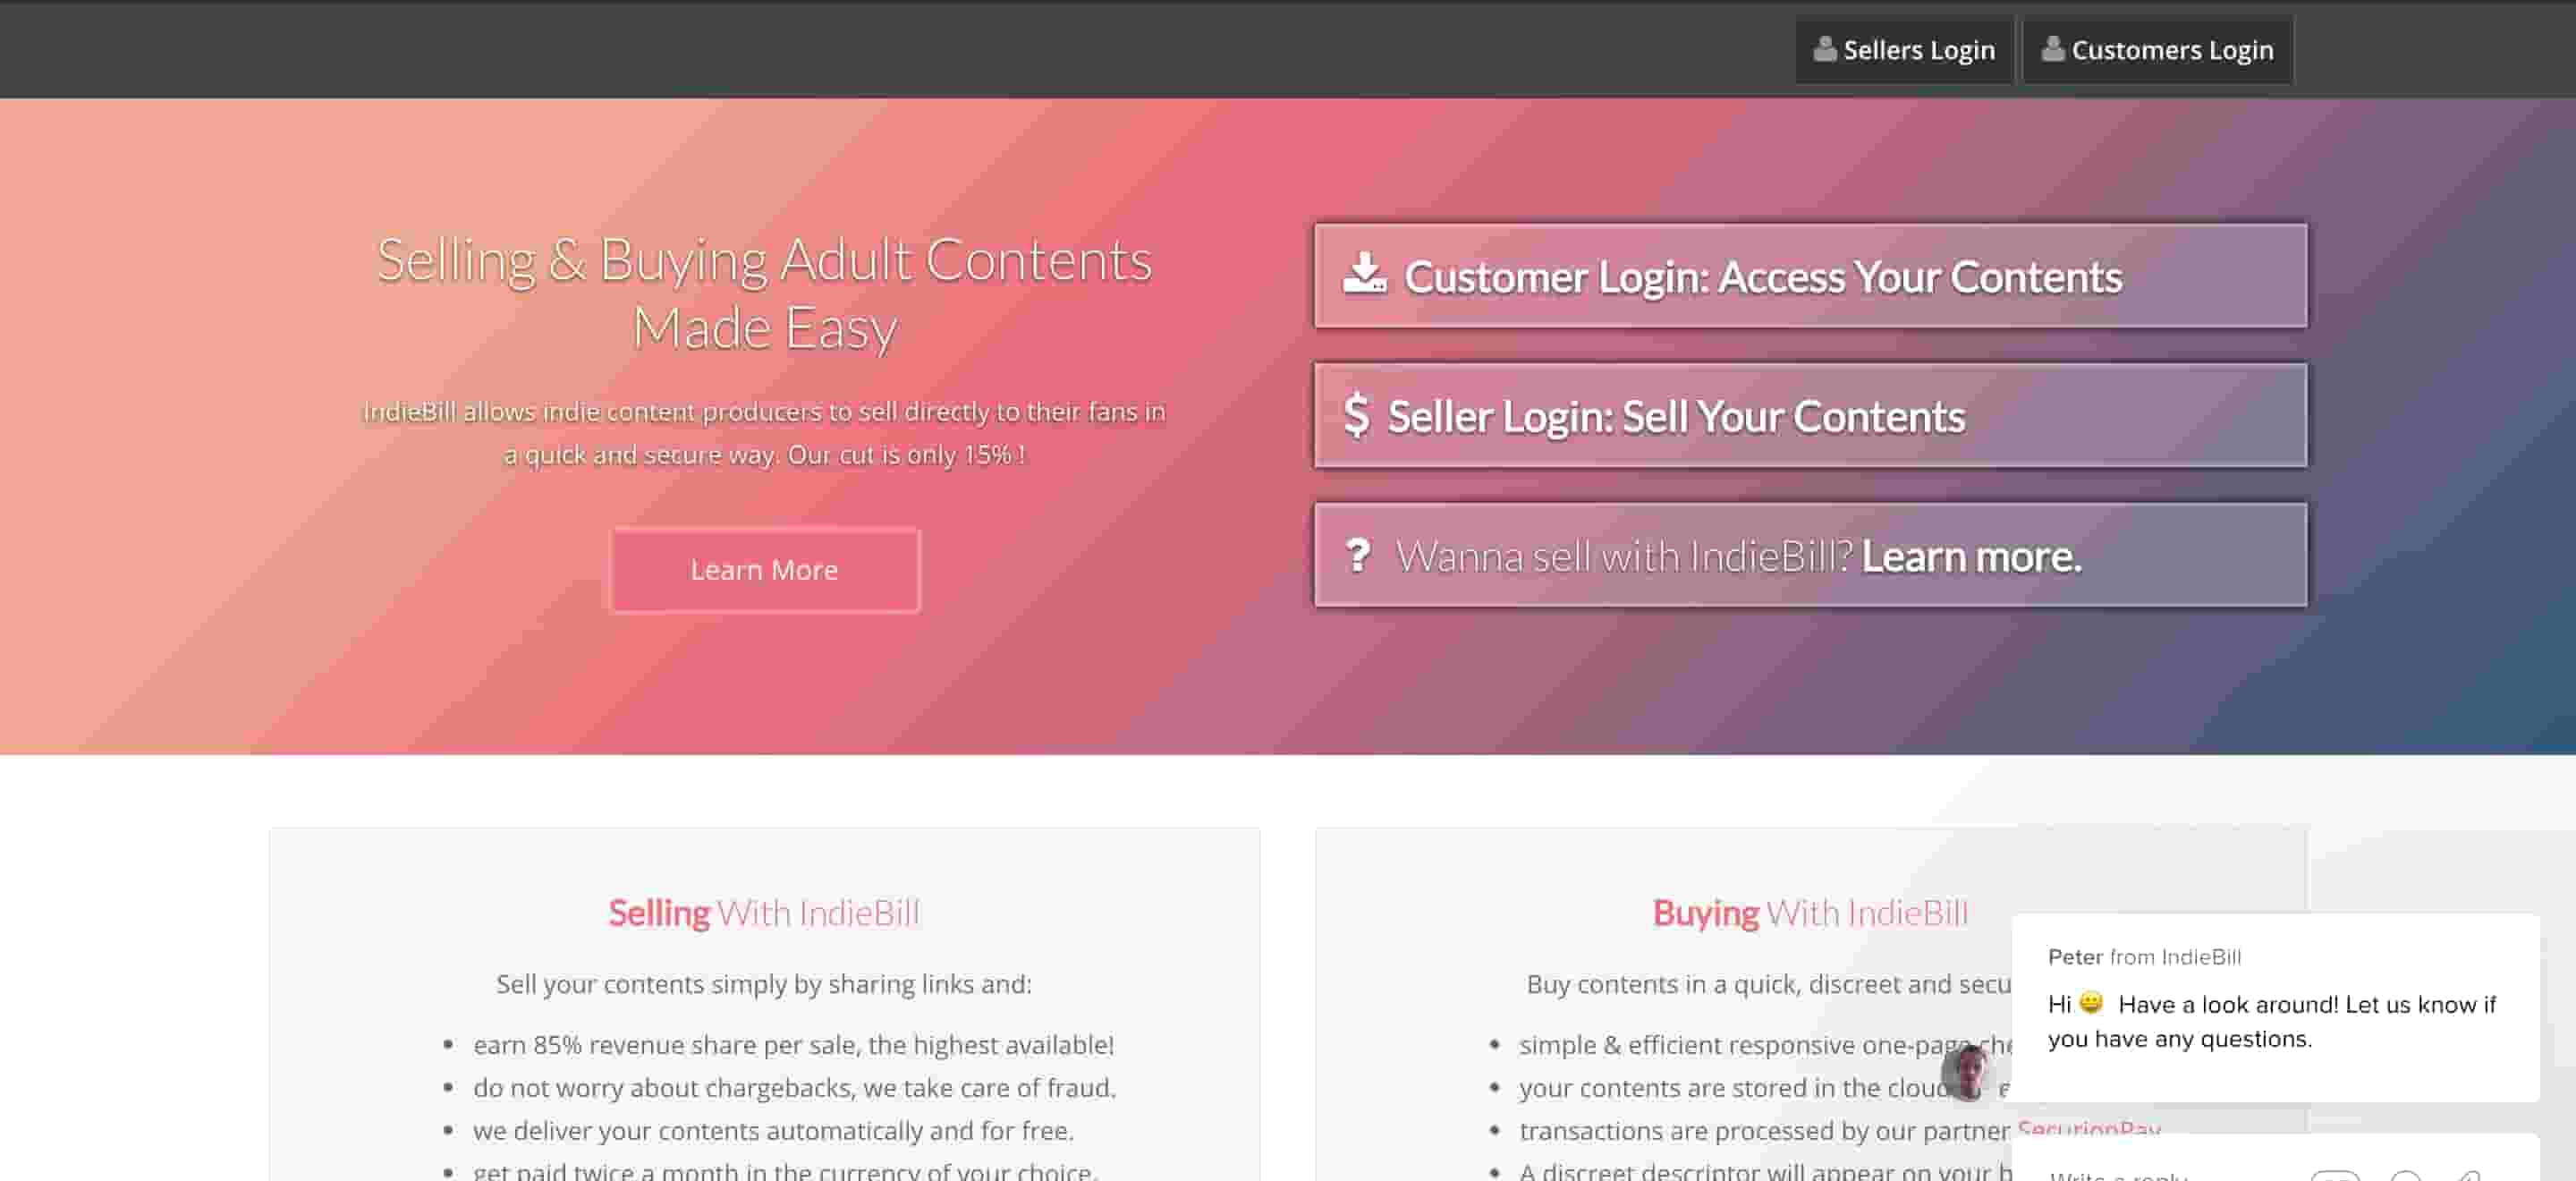 Sellers Login
Customers Login
Selling & Buying Adult Contents
Made Easy
IndieBill allows indie content producers to sell directly to their fans in
a quick and secure way. Our cut is only 15% !
Learn More
Customer Login: Access Your Contents
$ Seller Login: Sell Your Contents
? Wanna sell with IndieBill? Learn more.
Selling With IndieBill
Sell your contents simply by sharing links and:
• earn 85% revenue share per sale, the highest available!
• do not worry about chargebacks, we take care of fraud.
• we deliver your contents automatically and for free.
• get paid twice a month in the currency of your choice.
Buying With IndieBill
Buy contents in a quick, discreet and
• simple & efficient responsive one-page
• your contents are stored in the cloud
• transactions are processed by our partner SecurionPay
• A discreet descriptor will appear on your
Peter from IndieBill
Hi 😀 Have a look around! Let us know if
you have any questions.
Write a reply